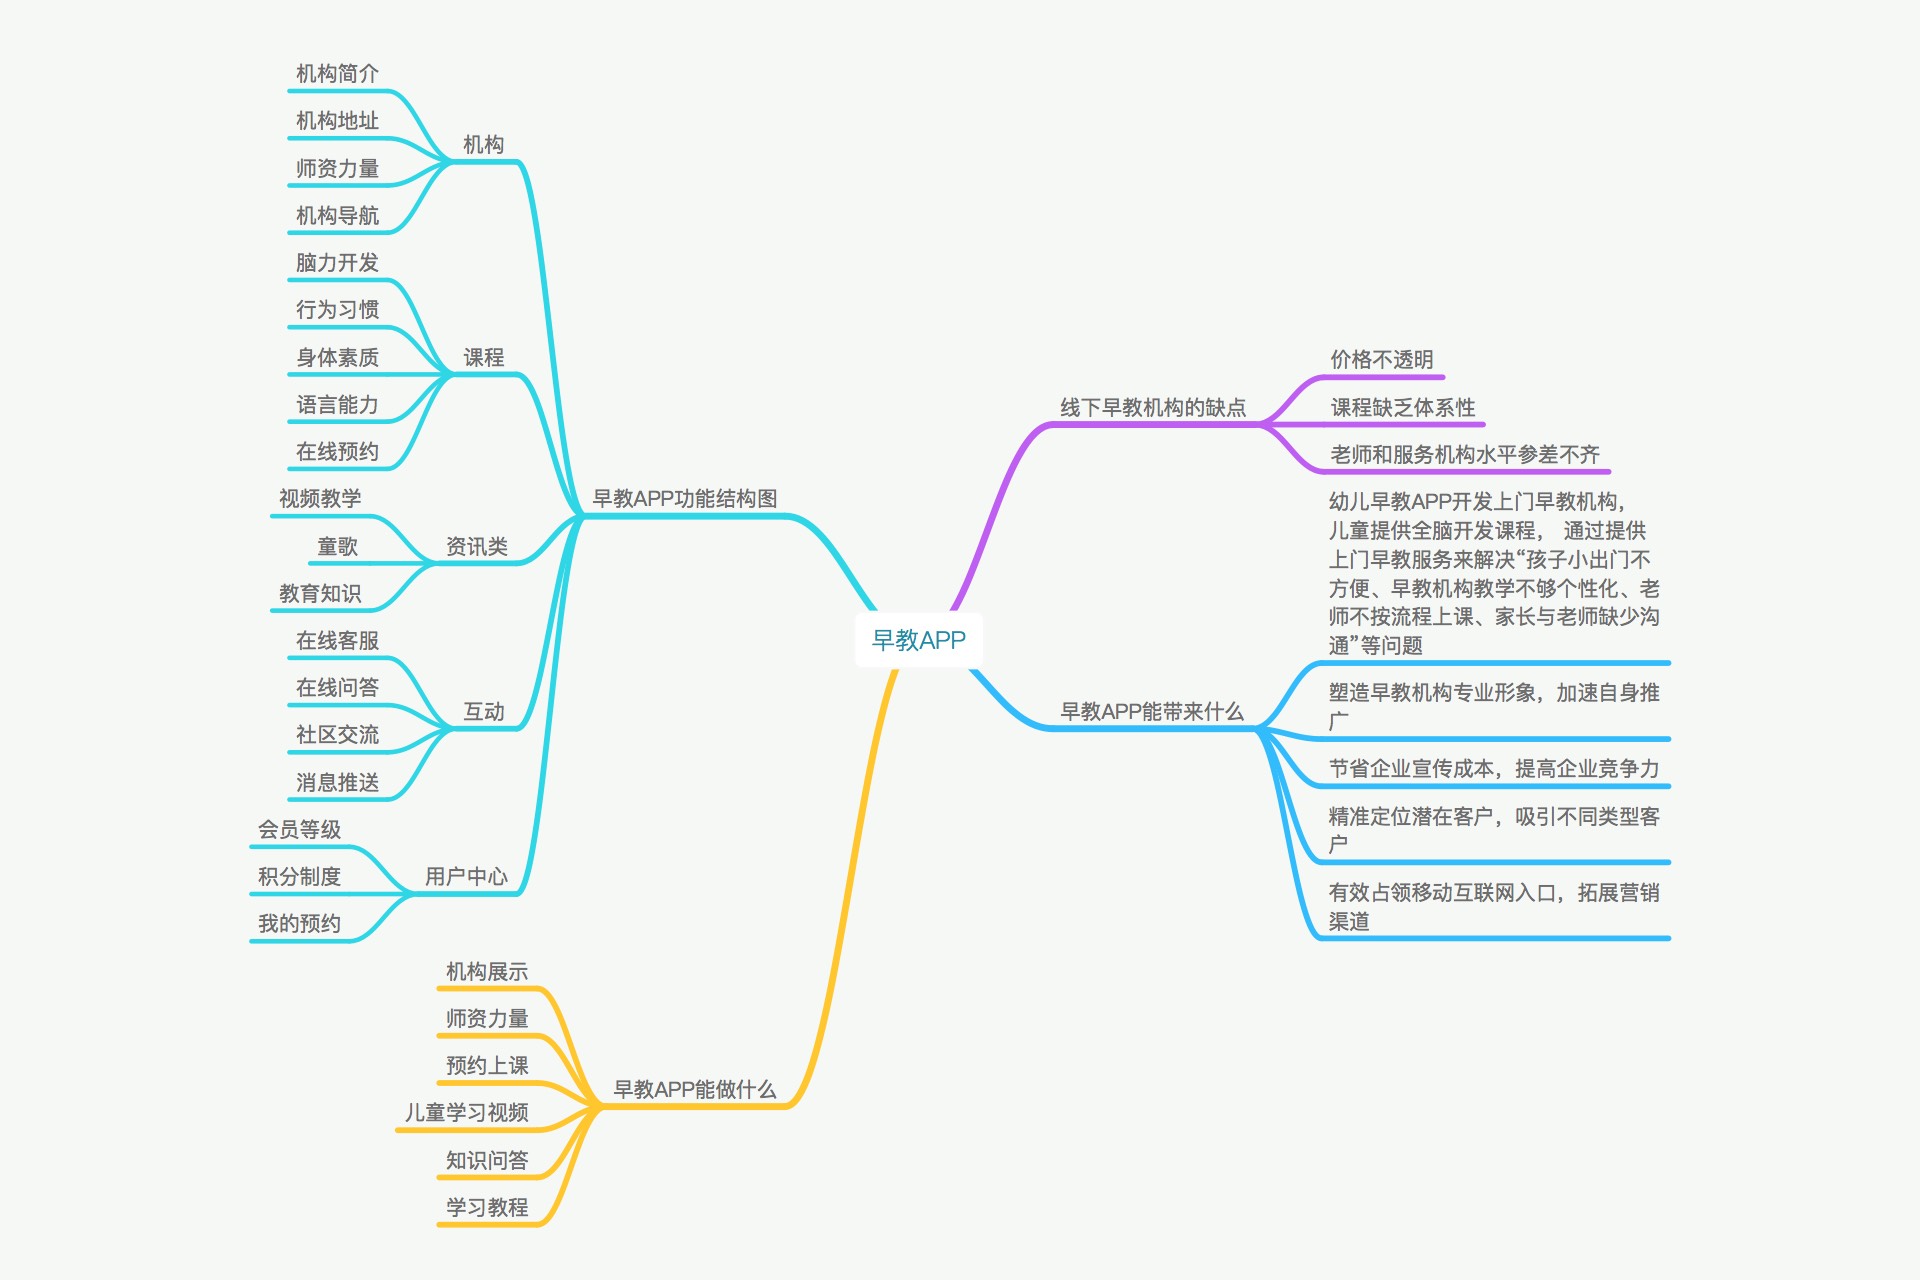 早教APP
线下早教机构的缺点
价格不透明
课程缺乏体系性
老师和服务机构水平参差不齐
早教APP能带来什么
幼儿早教APP开发上门早教机构，
儿童提供全脑开发课程， 通过提供
上门早教服务来解决“孩子小出门不
方便、早教机构教学不够个性化、老
师不按流程上课、家长与老师缺少沟
通”等问题
塑造早教机构专业形象，加速自身推
广
节省企业宣传成本，提高企业竞争力
精准定位潜在客户，吸引不同类型客
户
有效占领移动互联网入口，拓展营销
渠道
早教APP功能结构图
机构
机构简介
机构地址
师资力量
机构导航
课程
脑力开发
行为习惯
身体素质
语言能力
在线预约
资讯类
视频教学
童歌
教育知识
互动
在线客服
在线问答
社区交流
消息推送
用户中心
会员等级
积分制度
我的预约
早教APP能做什么
机构展示
师资力量
预约上课
儿童学习视频
知识问答
学习教程